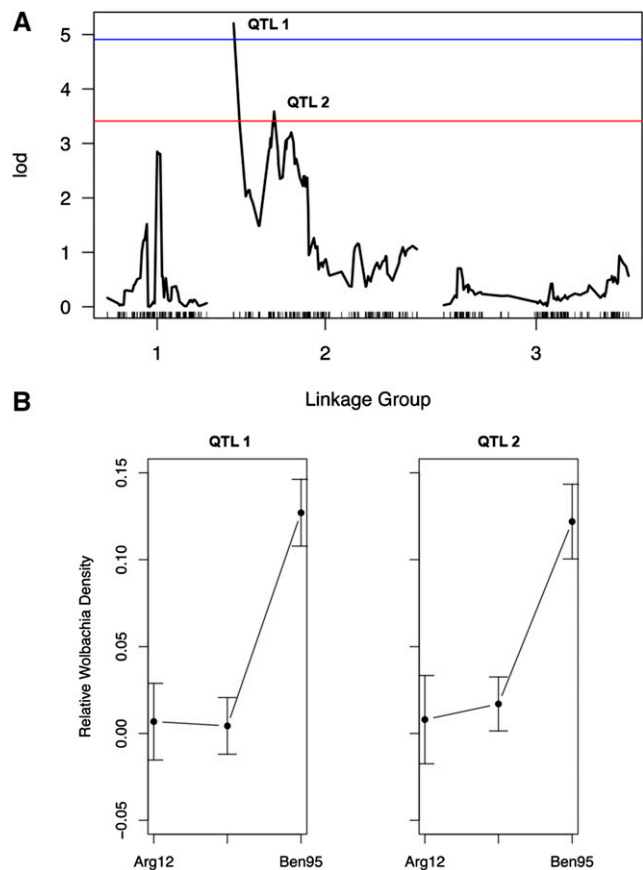 A
QTL 1
QTL 2
lod
5
4
3
2
1
0
1
2
3
Linkage Group
B
QTL 1
QTL 2
Relative Wolbachia Density
0.15
0.10
0.05
0.00
−0.05
Arg12
Ben95
Arg12
Ben95